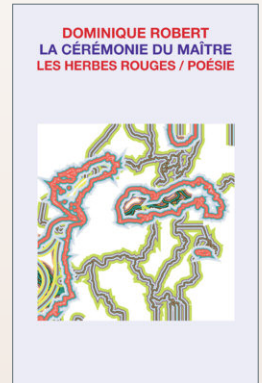 DOMINIQUE ROBERT
LA CÉRÉMONIE DU MAÎTRE
LES HERBES ROUGES / POÉSIE